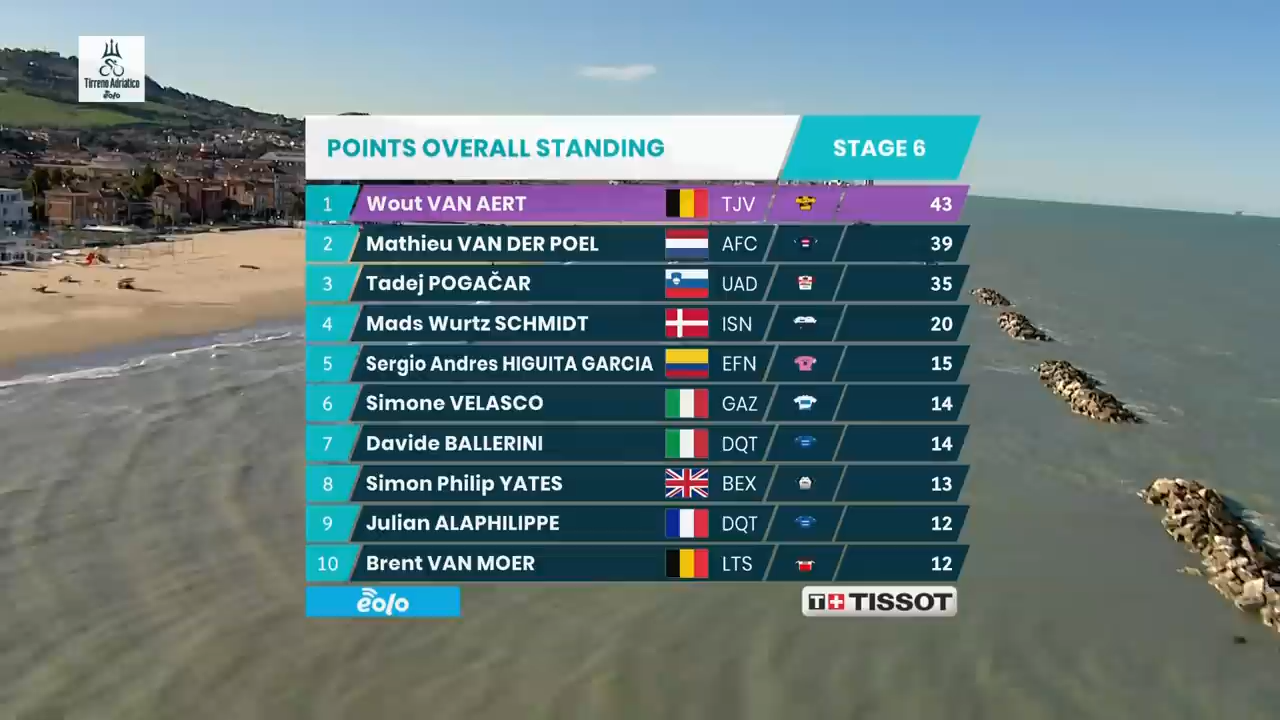 Tirreno Adriatico
eolo
POINTS OVERALL STANDING STAGE 6
1 Wout VAN AERT TJV 43
2 Mathieu VAN DER POEL AFC 39
3 Tadej POGAČAR UAD 35
4 Mads Wurtz SCHMIDT ISN 20
5 Sergio Andres HIGUITA GARCIA EFN 15
6 Simone VELASCO GAZ 14
7 Davide BALLERINI DQT 14
8 Simon Philip YATES BEX 13
9 Julian ALAPHILIPPE DQT 12
10 Brent VAN MOER LTS 12
eolo T+ TISSOT